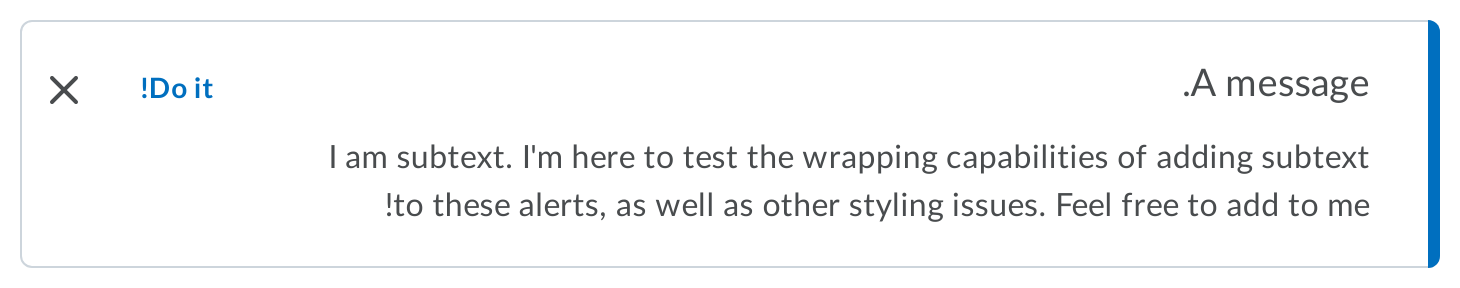 .A message
!Do it
I am subtext. I'm here to test the wrapping capabilities of adding subtext
!to these alerts, as well as other styling issues. Feel free to add to me